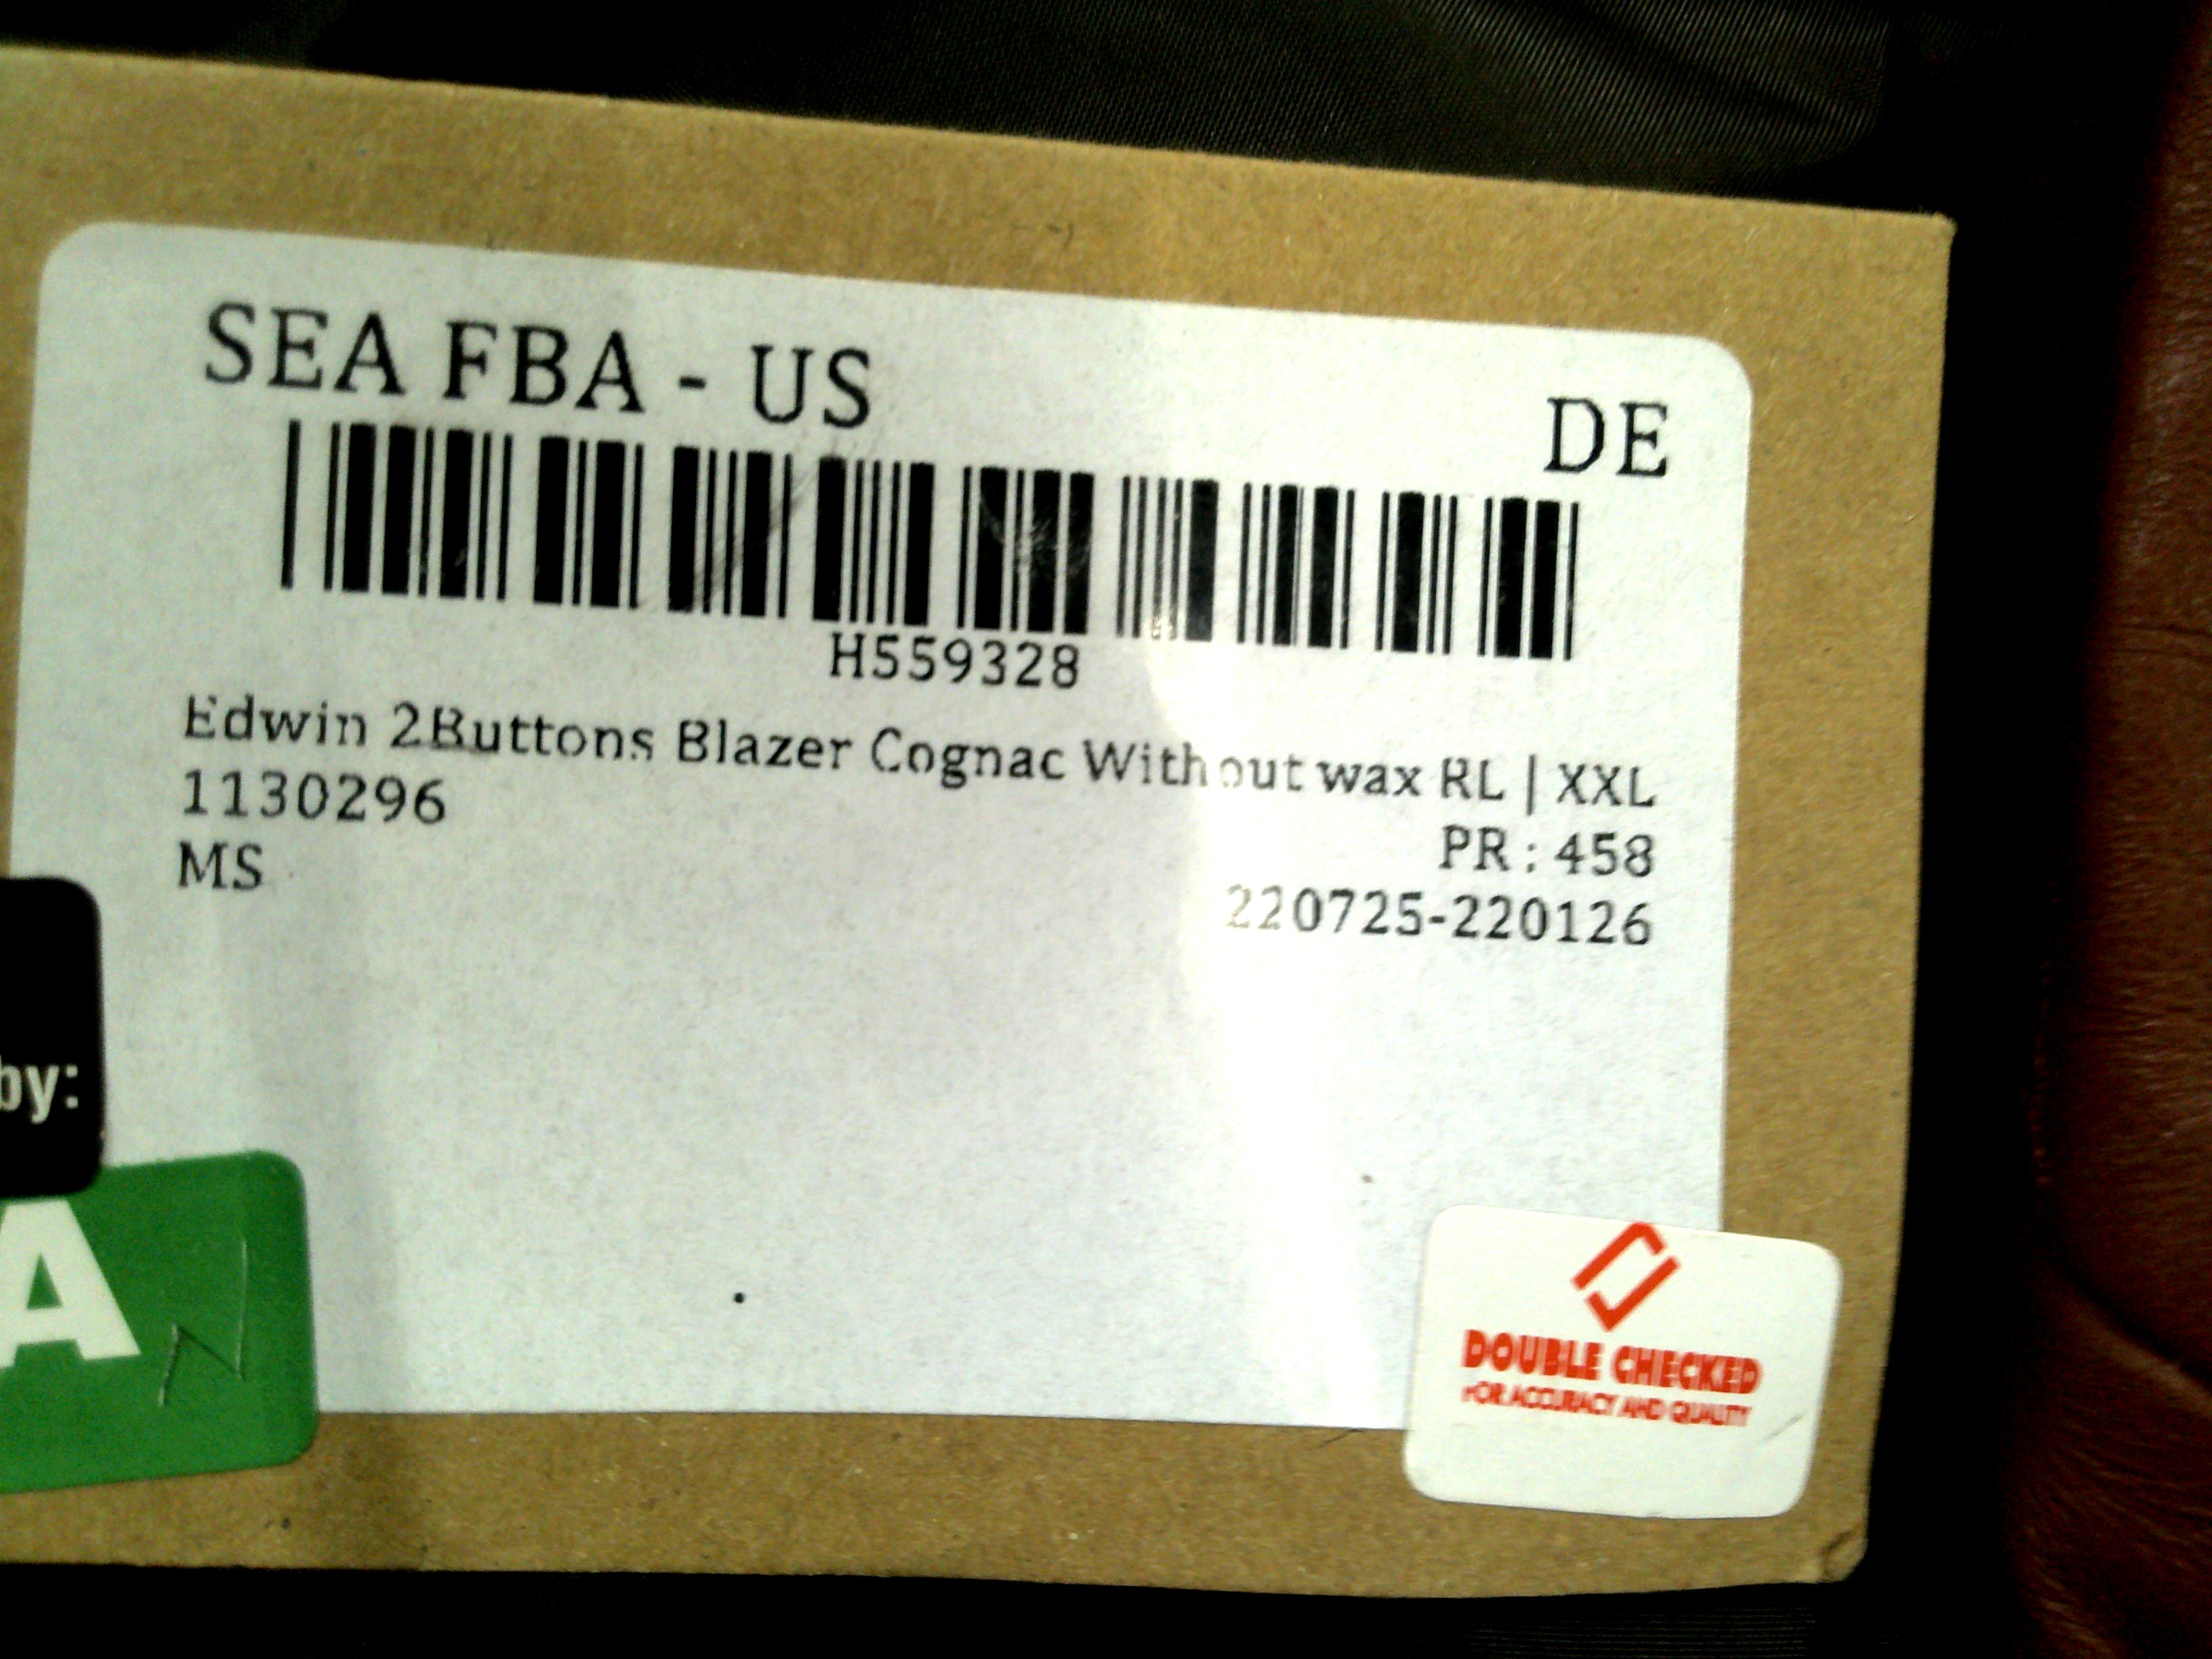 SEA FBA - US
DE
H559328
Edwin 2Buttons Blazer Cognac Without wax RL | XXL
1130296
PR : 458
MS
220725-220126
by:
A
DOUBLE CHECKED
FOR ACCURACY AND QUALITY